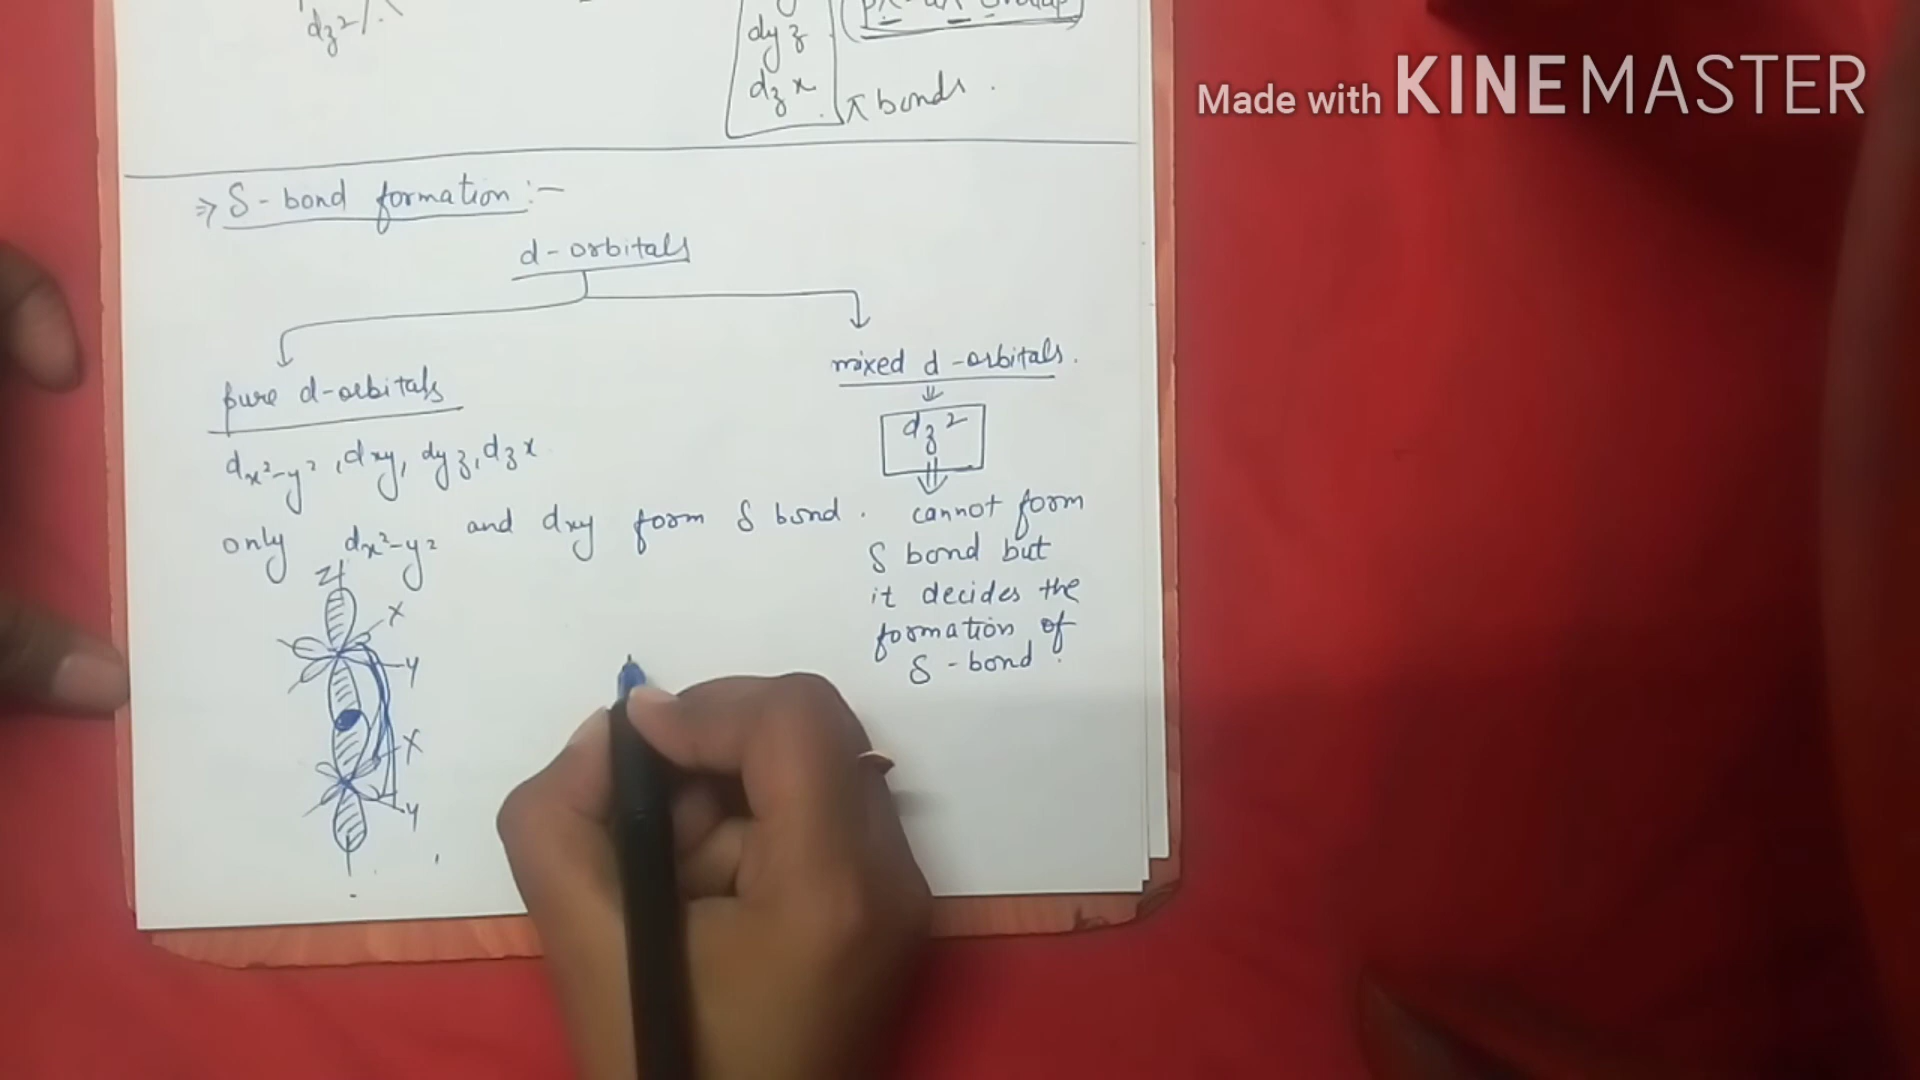 dz²
dyz
dzx
π bonds.
Made with KINEMASTER
⇒ δ-bond formation :-
d-orbitals
pure d-orbitals
mixed d-orbitals.
dx²-y², dxy, dyz, dzx
dz²
only dx²-y² and dxy form δ bond.
cannot form
δ bond but
it decides the
formation of
δ-bond.
Z
X
Y
X
Y